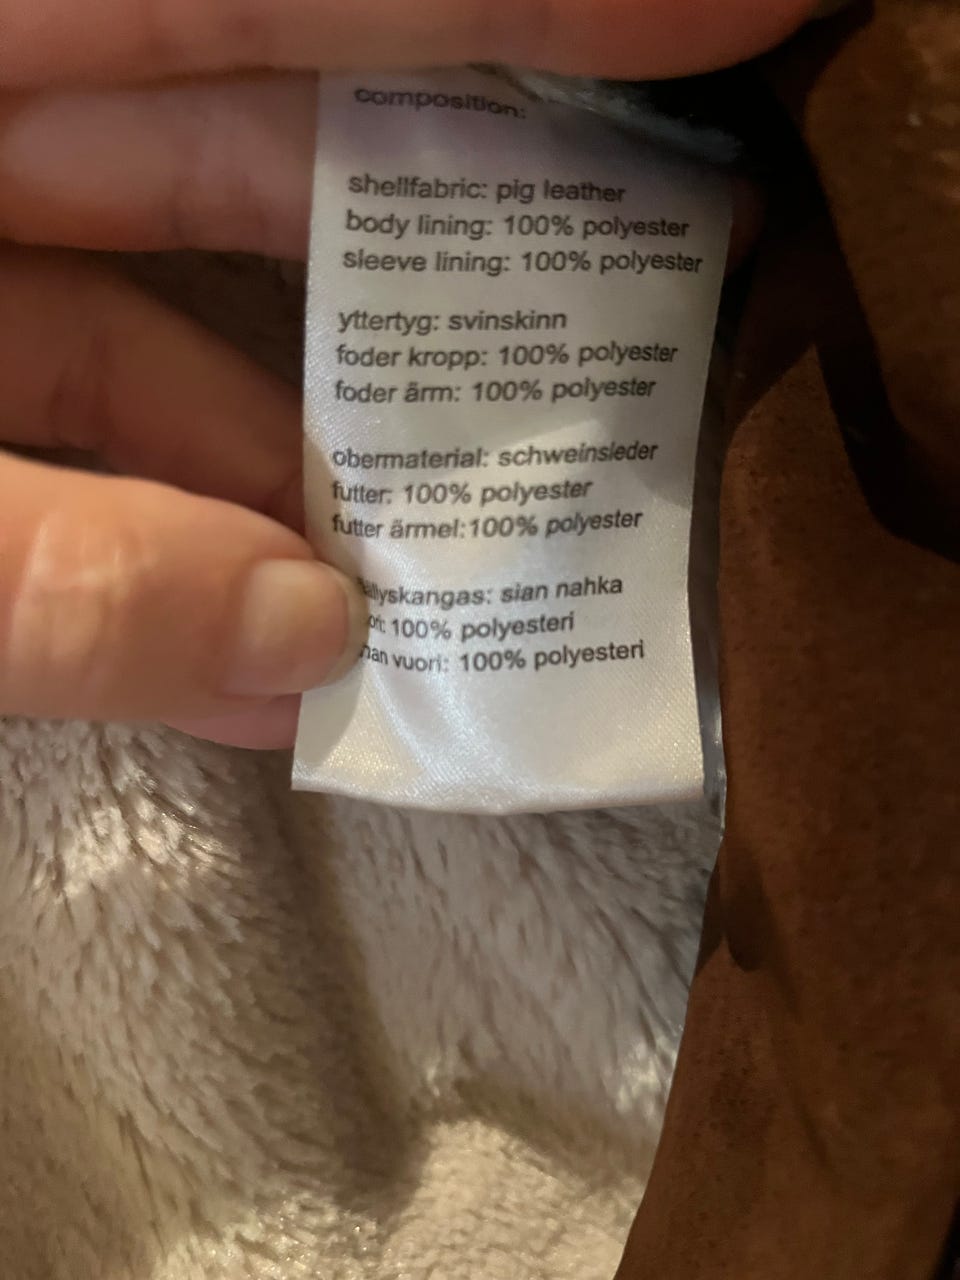 composition:
shellfabric: pig leather
body lining: 100% polyester
sleeve lining: 100% polyester
yttertyg: svinskinn
foder kropp: 100% polyester
foder ärm: 100% polyester
obermaterial: schweinsleder
futter: 100% polyester
futter ärmel:100% polyester
sian nahka
100% polyesteri
vuori: 100% polyesteri